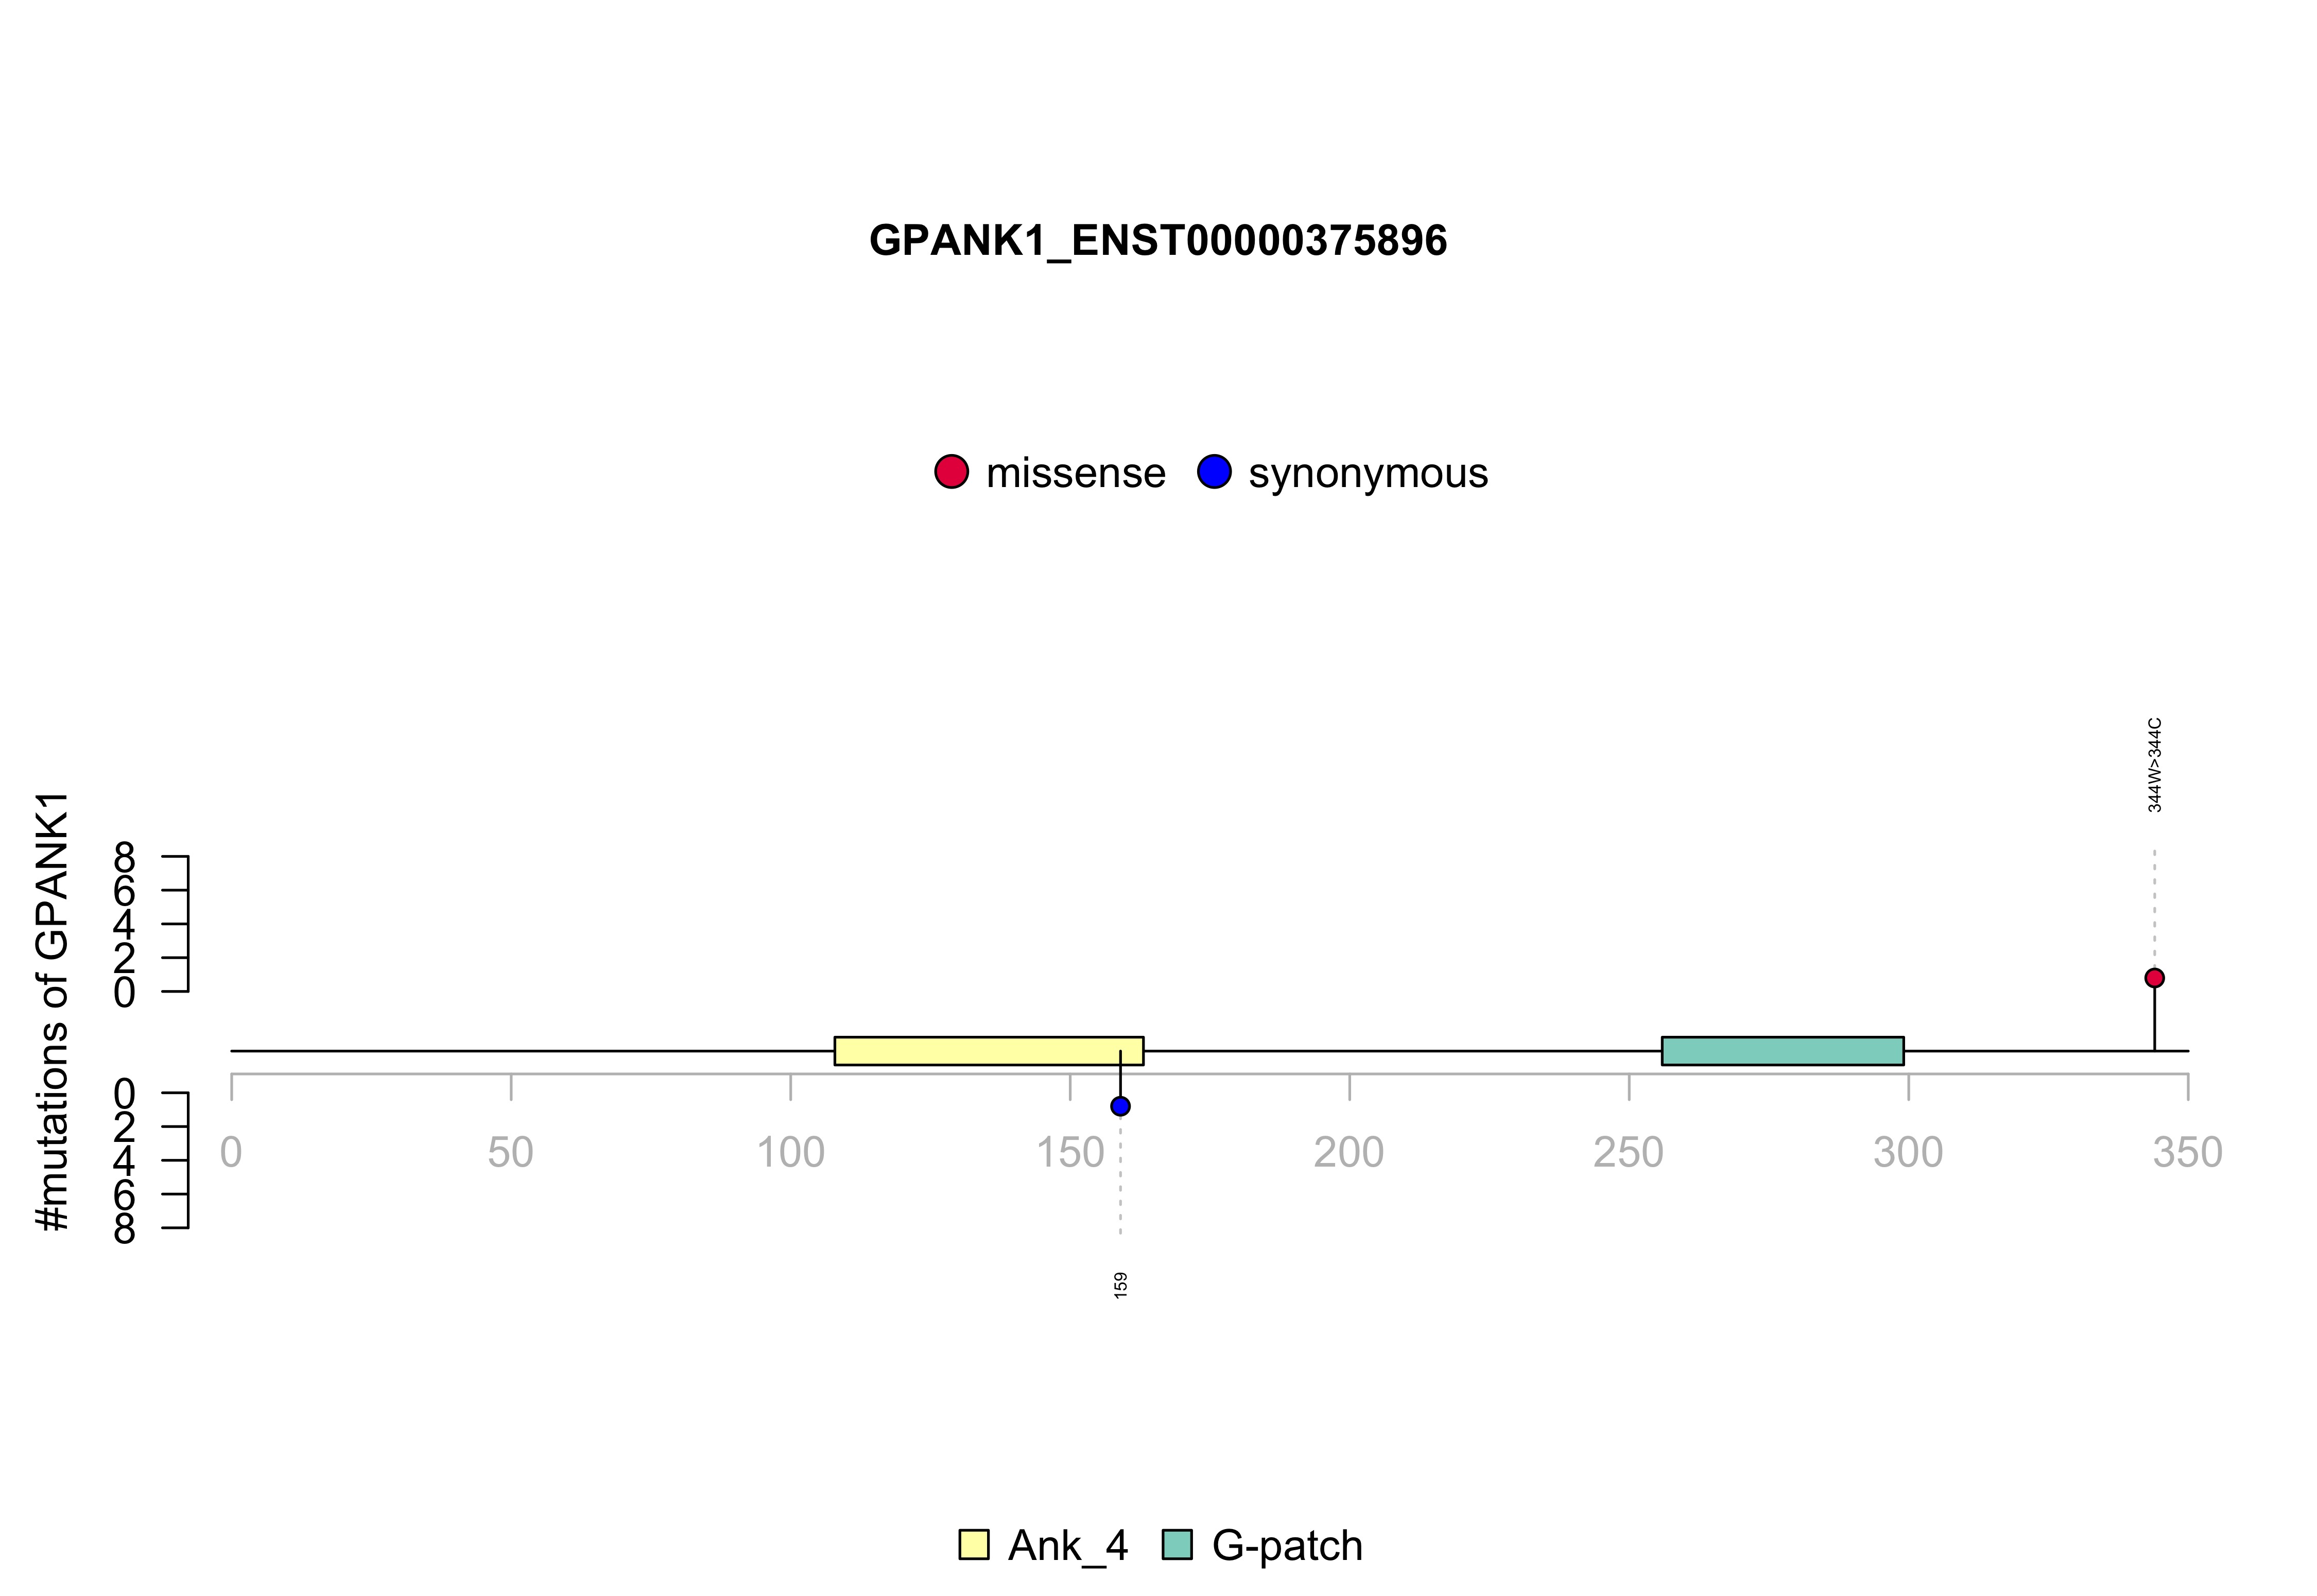 GPANK1_ENST00000375896
missense synonymous
344W>344C
#mutations of GPANK1
8
6
4
2
0
0
2
4
6
8
0 50 100 150 200 250 300 350
159
Ank_4 G-patch